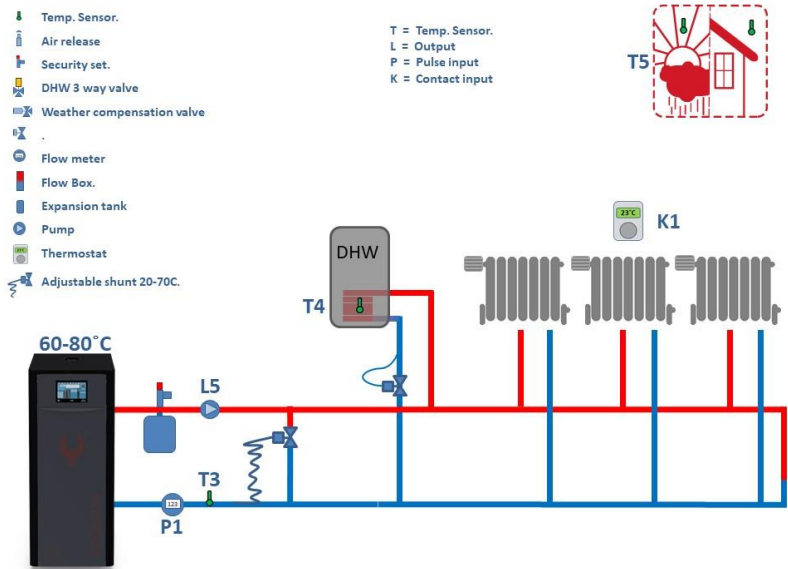 Temp. Sensor.
Air release
Security set.
DHW 3 way valve
Weather compensation valve
.
Flow meter
Flow Box.
Expansion tank
Pump
Thermostat
Adjustable shunt 20-70C.
T = Temp. Sensor.
L = Output
P = Pulse input
K = Contact input
T5
23°C
K1
DHW
T4
60-80°C
L5
T3
123
P1